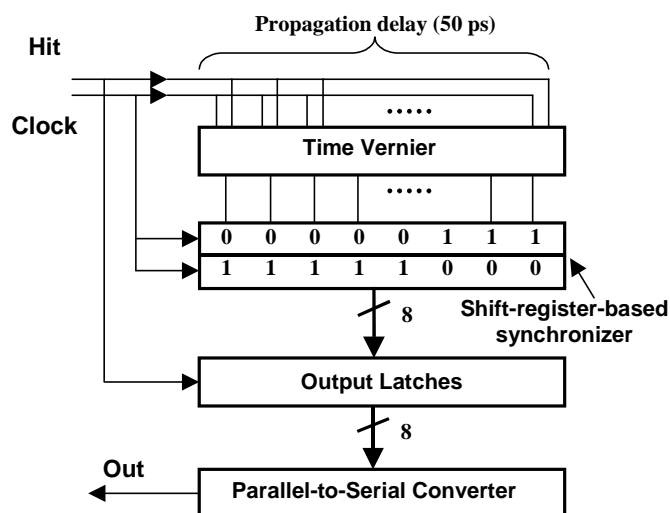 Propagation delay (50 ps)
Hit
Clock
.....
Time Vernier
.....
0 0 0 0 0 1 1 1
1 1 1 1 1 0 0 0
8
Shift-register-based
synchronizer
Output Latches
8
Out
Parallel-to-Serial Converter